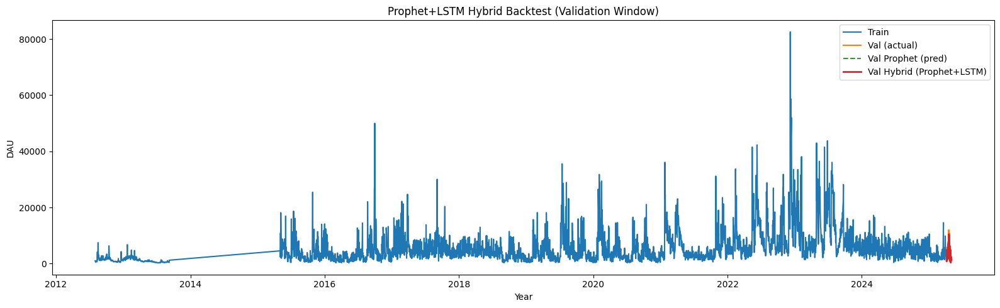 Prophet+LSTM Hybrid Backtest (Validation Window)
Train
Val (actual)
Val Prophet (pred)
Val Hybrid (Prophet+LSTM)
80000
60000
40000
20000
0
DAU
2012 2014 2016 2018 2020 2022 2024
Year